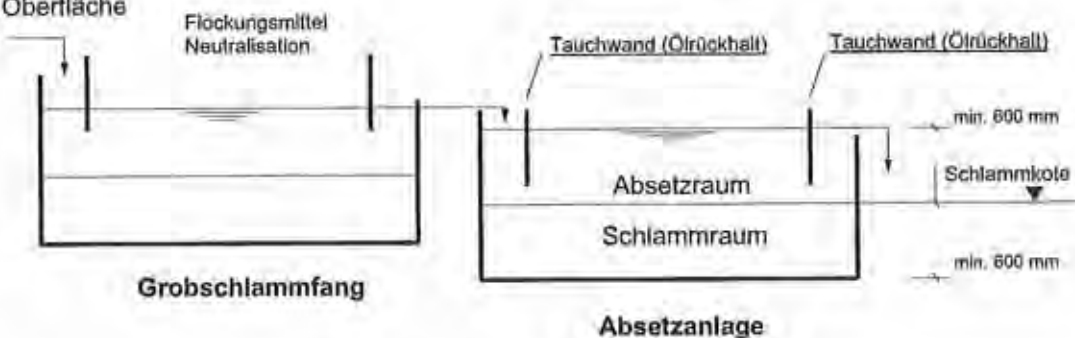 Oberfläche
Flockungsmittel
Neutralisation
Tauchwand (Ölrückhalt)
Tauchwand (Ölrückhalt)
min. 600 mm
Absetzraum
Schlammkote
Schlammraum
min. 600 mm
Grobschlammfang
Absetzanlage